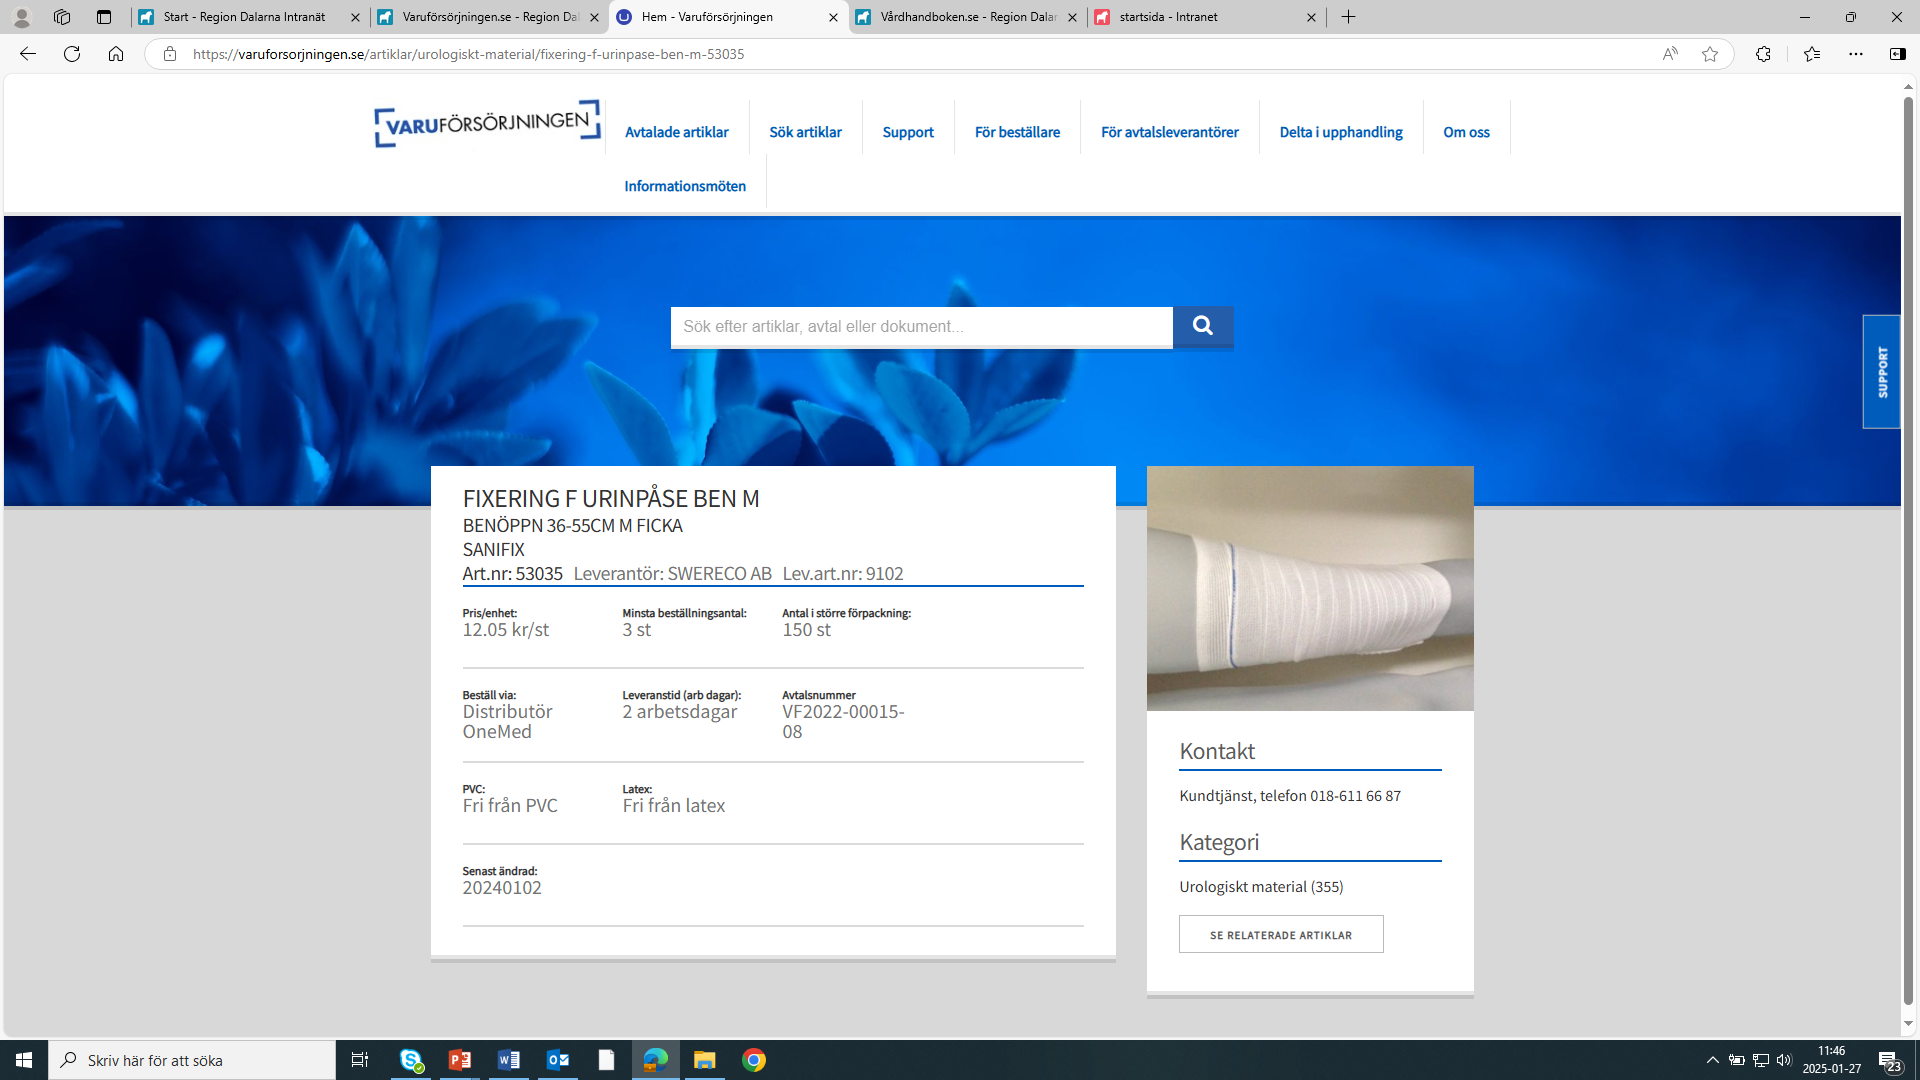 Start - Region Dalarna Intranät
Varuförsörjningen.se - Region Da
Hem - Varuförsörjningen
Vårdhandboken.se - Region Dalar
startsida - Intranet
https://varuforsorjningen.se/artiklar/urologiskt-material/fixering-f-urinpase-ben-m-53035
VARUFÖRSÖRJNINGEN
Avtalade artiklar
Sök artiklar
Support
För beställare
För avtalsleverantörer
Delta i upphandling
Om oss
Informationsmöten
Sök efter artiklar, avtal eller dokument...
SUPPORT
FIXERING F URINPÅSE BEN M
BENÖPPN 36-55CM M FICKA
SANIFIX
Art.nr: 53035 Leverantör: SWERECO AB Lev.art.nr: 9102
Pris/enhet: Minsta beställningsantal: Antal i större förpackning:
12.05 kr/st 3 st 150 st
Beställ via: Leveranstid (arb dagar): Avtalsnummer
Distributör 2 arbetsdagar VF2022-00015-
OneMed 08
PVC: Latex:
Fri från PVC Fri från latex
Senast ändrad:
20240102
Kontakt
Kundtjänst, telefon 018-611 66 87
Kategori
Urologiskt material (355)
SE RELATERADE ARTIKLAR
Skriv här för att söka
11:46
2025-01-27
23